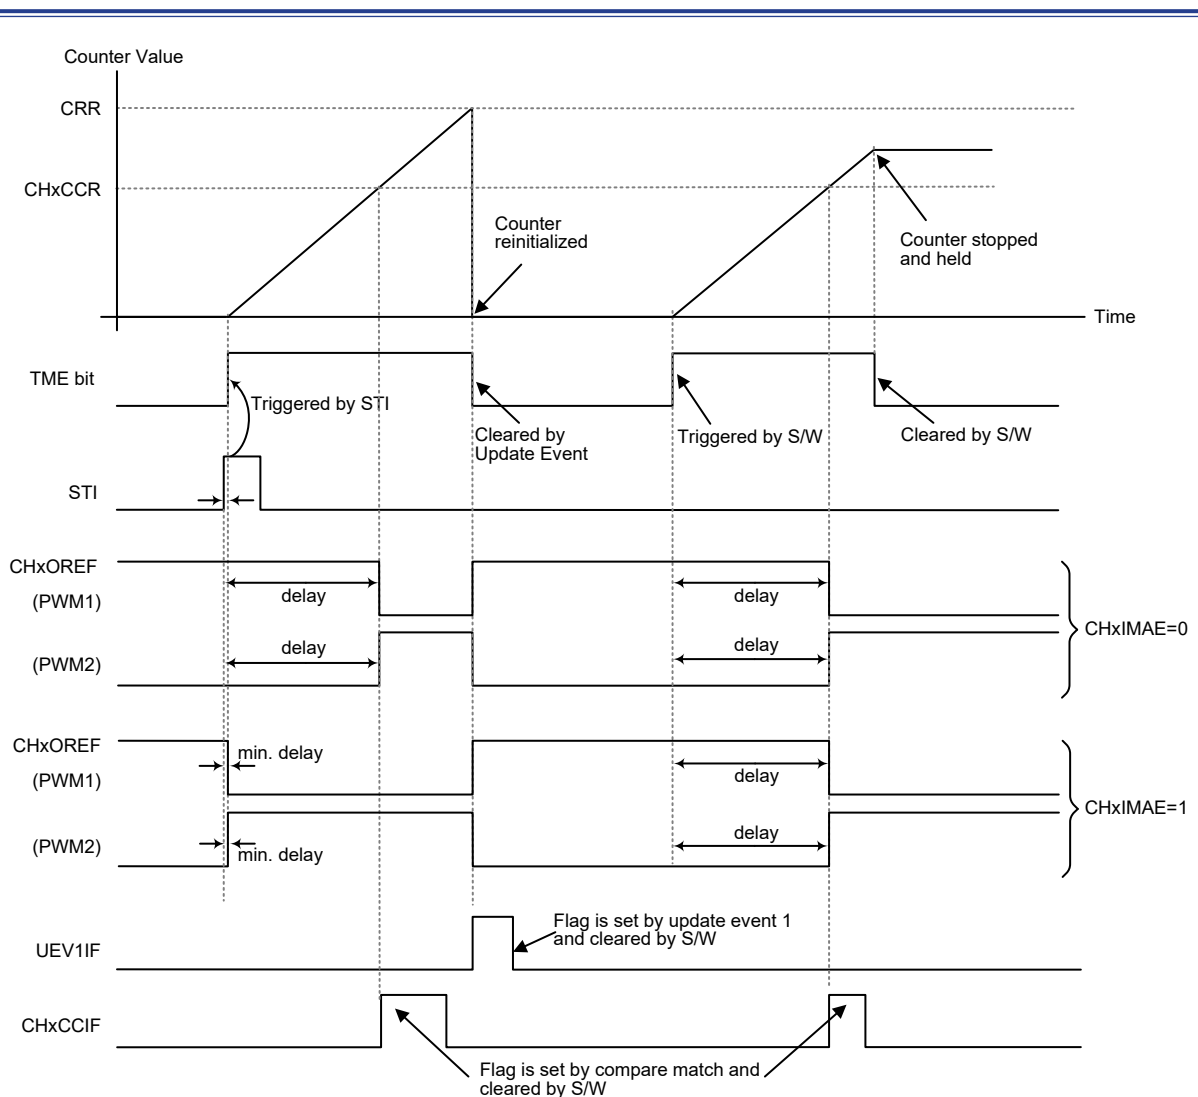 Counter Value
CRR
CHxCCR
Counter
reinitialized
Counter stopped
and held
Time
TME bit
Triggered by STI
Cleared by
Update Event
Triggered by S/W
Cleared by S/W
STI
CHxOREF
(PWM1)
delay
delay
(PWM2)
delay
delay
CHxIMAE=0
CHxOREF
(PWM1)
min. delay
delay
(PWM2)
min. delay
delay
CHxIMAE=1
UEV1IF
Flag is set by update event 1
and cleared by S/W
CHxCCIF
Flag is set by compare match and
cleared by S/W